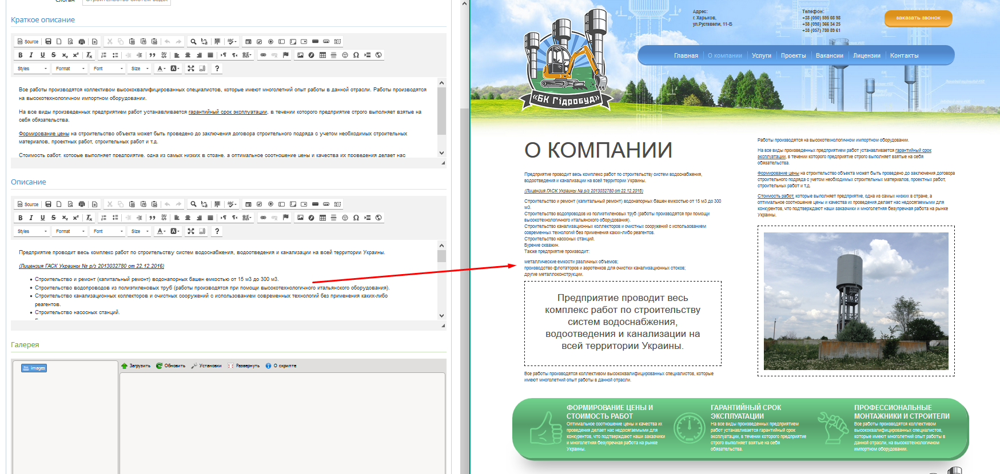 Слоган
Краткое описание
Source
Styles Format Font Size
Все работы производятся коллективом высококвалифицированных специалистов, которые имеют многолетний опыт работы в данной отрасли. Работы производятся
на высокотехнологичном импортном оборудовании.
На все виды произведенных предприятием работ устанавливается гарантийный срок эксплуатации, в течении которого предприятие строго выполняет взятые на
себя обязательства.
Формирование цены на строительство объекта может быть проведено до заключения договора строительного подряда с учетом необходимых строительных
материалов, проектных работ, строительных работ и т.д.
Стоимость работ, которые выполняет предприятие, одна из самых низких в стране, а оптимальное соотношение цены и качества их проведения делает нас
Описание
Source
Styles Format Font Size
Предприятие проводит весь комплекс работ по строительству систем водоснабжения, водоотведения и канализации на всей территории Украины.
(Лицензия ГАСК Украины № р/з 2013032780 от 22.12.2016)
Строительство и ремонт (капитальный ремонт) водонапорных башен емкостью от 15 м3 до 300 м3.
Строительство водопроводов из полиэтиленовых труб (работы производятся при помощи высокотехнологичного итальянского оборудования).
Строительство канализационных коллекторов и очистных сооружений с использованием современных технологий без применения каких-либо
реагентов.
Строительство насосных станций.
Галерея
images
Загрузить Обновить Установки Развернуть О скрипте
«БК Гідробуд»
Адрес:
г. Харьков,
ул.Руставели, 11-Б
Телефон:
+38 (050) 595 08 98
+38 (098) 366 34 25
+38 (057) 780 89 61
заказать звонок
Главная О компании Услуги Проекты Вакансии Лицензии Контакты
О КОМПАНИИ
Предприятие проводит весь комплекс работ по строительству систем водоснабжения,
водоотведения и канализации на всей территории Украины.
(Лицензия ГАСК Украины № р/з 2013032780 от 22.12.2016)
Строительство и ремонт (капитальный ремонт) водонапорных башен емкостью от 15 м3 до 300
м3.
Строительство водопроводов из полиэтиленовых труб (работы производятся при помощи
высокотехнологичного итальянского оборудования).
Строительство канализационных коллекторов и очистных сооружений с использованием
современных технологий без применения каких-либо реагентов.
Строительство насосных станций.
Бурение скважин.
Также предприятие производит:
металлические емкости различных объемов;
производство флотаторов и аэротенков для очистки канализационных стоков;
другие металлоконструкции.
Предприятие проводит весь
комплекс работ по строительству
систем водоснабжения,
водоотведения и канализации на
всей территории Украины.
Все работы производятся коллективом высококвалифицированных специалистов, которые
имеют многолетний опыт работы в данной отрасли.
Работы производятся на высокотехнологичном импортном оборудовании.
На все виды произведенных предприятием работ устанавливается гарантийный срок
эксплуатации, в течении которого предприятие строго выполняет взятые на себя
обязательства.
Формирование цены на строительство объекта может быть проведено до заключения договора
строительного подряда с учетом необходимых строительных материалов, проектных работ,
строительных работ и т.д.
Стоимость работ, которые выполняет предприятие, одна из самых низких в стране, а
оптимальное соотношение цены и качества их проведения делает нас недосягаемыми для
конкурентов, что подтверждают наши заказчики и многолетняя безупречная работа на рынке
Украины.
ФОРМИРОВАНИЕ ЦЕНЫ И
СТОИМОСТЬ РАБОТ
Оптимальное соотношение цены и качества их
проведения делает нас недосягаемыми для
конкурентов, что подтверждают наши заказчики
и многолетняя безупречная работа на рынке
Украины.
ГАРАНТИЙНЫЙ СРОК
ЭКСПЛУАТАЦИИ
На все виды произведенных предприятием
работ устанавливается гарантийный срок
эксплуатации, в течении которого предприятие
строго выполняет взятые на себя
обязательства.
ПРОФЕССИОНАЛЬНЫЕ
МОНТАЖНИКИ И СТРОИТЕЛИ
Все работы производятся коллективом
высококвалифицированных специалистов,
которые имеют многолетний опыт работы в
данной отрасли, на высокотехнологичном
импортном оборудовании.